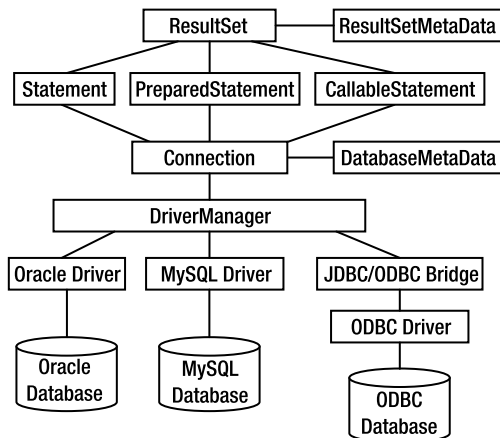 ResultSet
ResultSetMetaData
Statement
PreparedStatement
CallableStatement
Connection
DatabaseMetaData
DriverManager
Oracle Driver
MySQL Driver
JDBC/ODBC Bridge
ODBC Driver
Oracle
Database
MySQL
Database
ODBC
Database